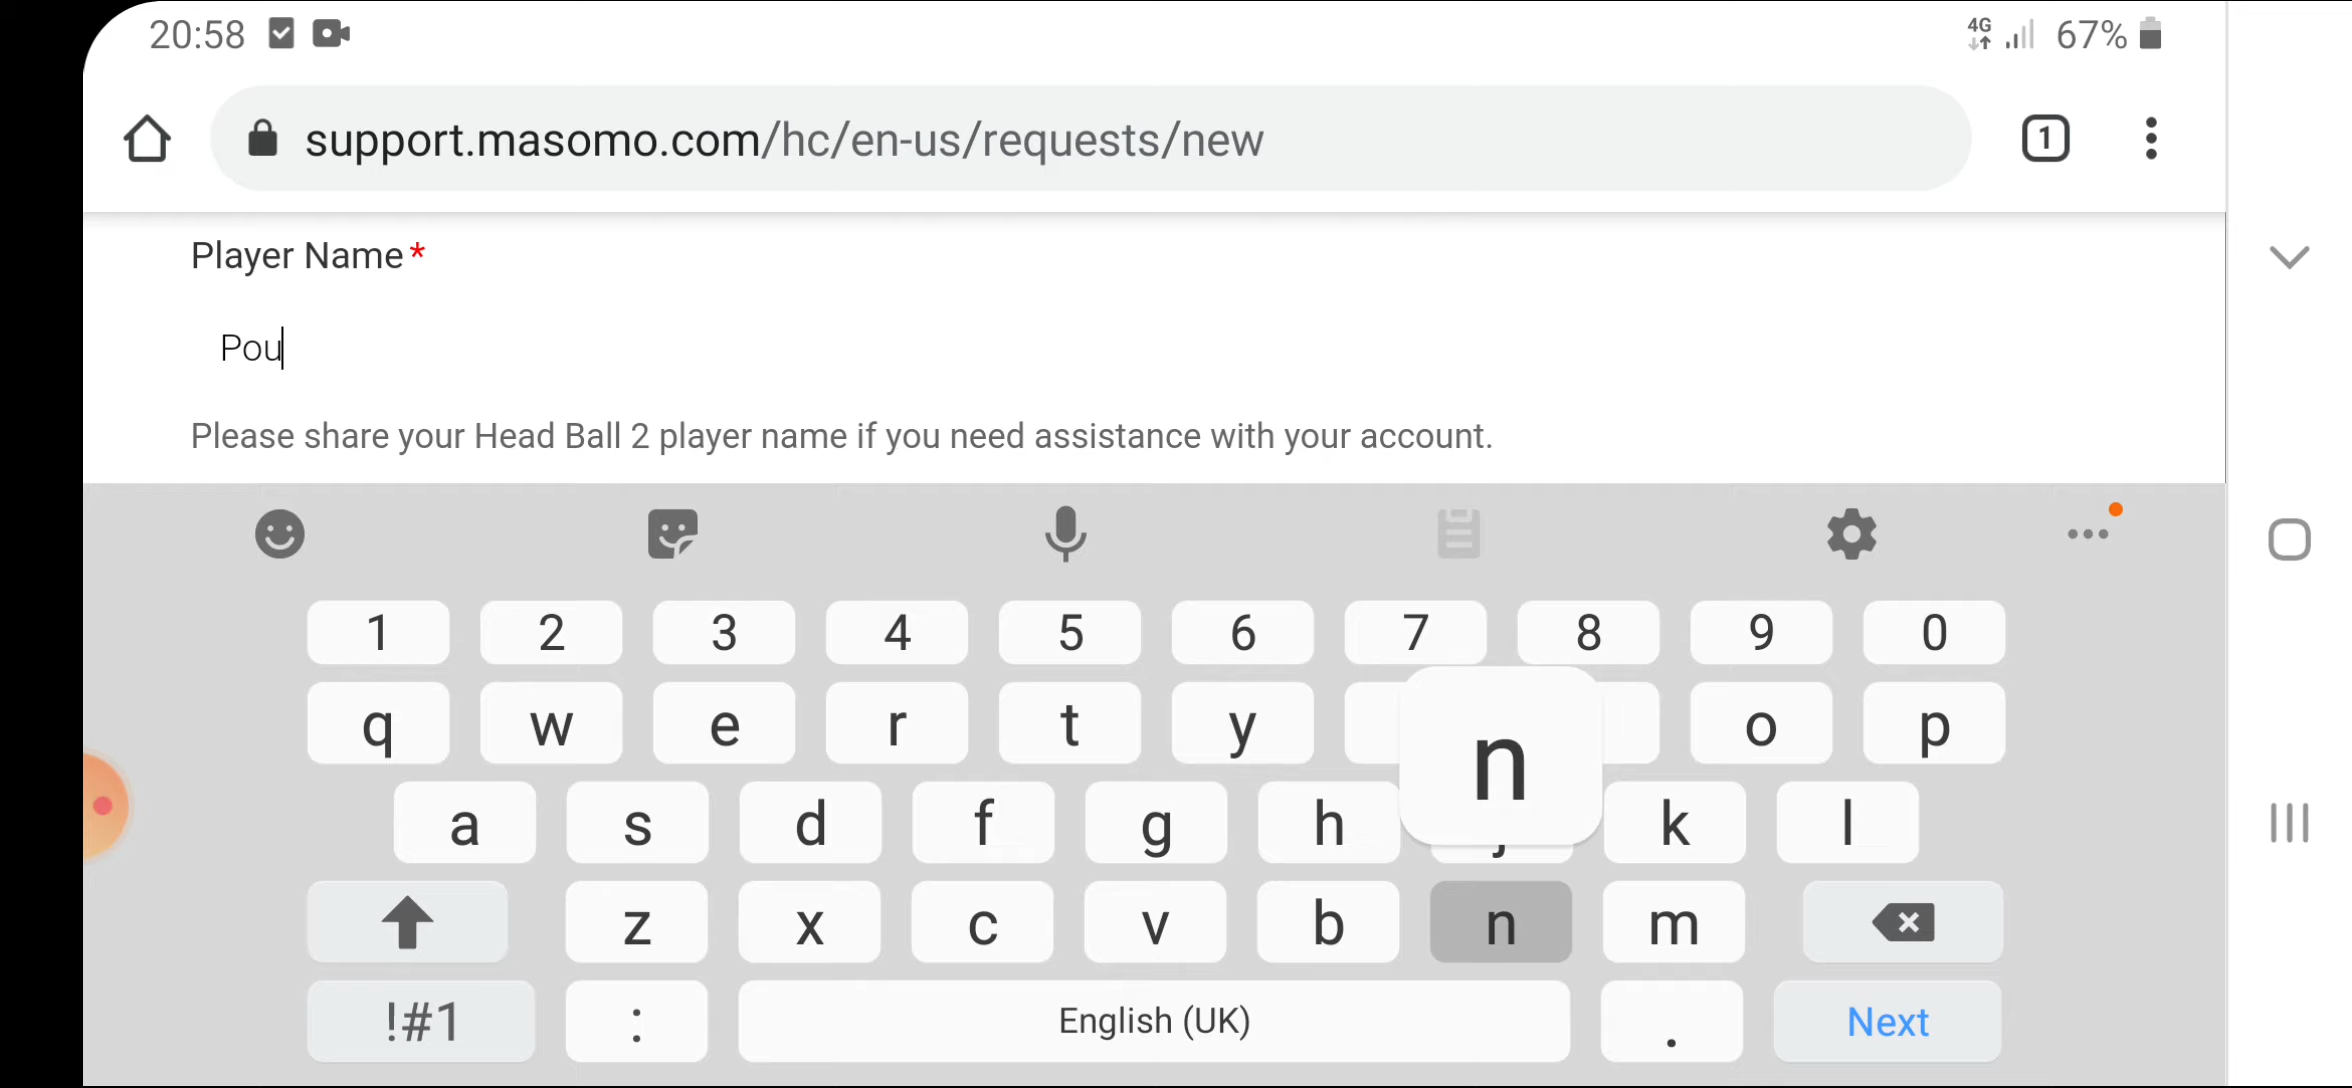 20:58 4G 67%
support.masomo.com/hc/en-us/requests/new 1
Player Name*
Pou
Please share your Head Ball 2 player name if you need assistance with your account.
1 2 3 4 5 6 7 8 9 0
q w e r t y o p
n
a s d f g h j k l
z x c v b n m
!#1 : English (UK) . Next